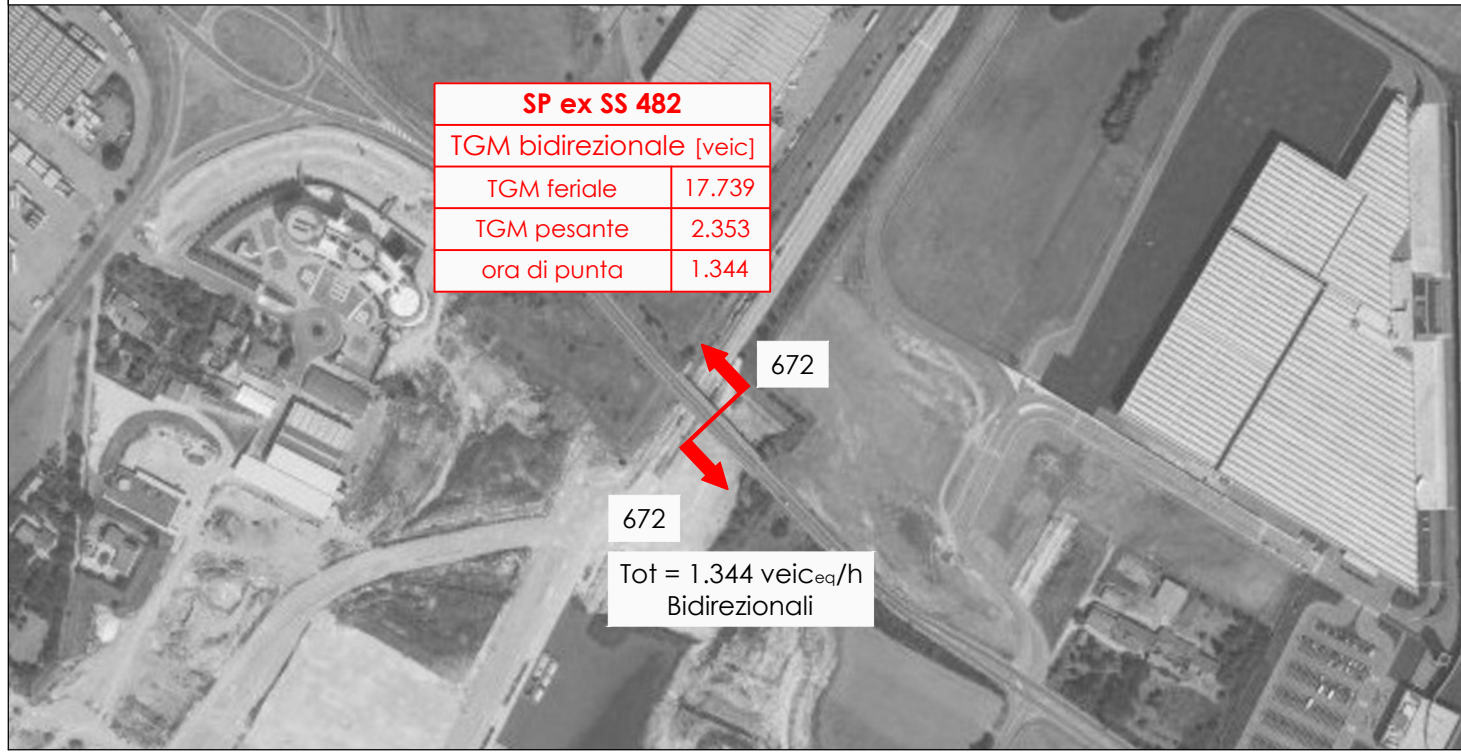 SP ex SS 482
TGM bidirezionale [veic]
TGM feriale 17.739
TGM pesante 2.353
ora di punta 1.344
672
672
Tot = 1.344 veiceq/h
Bidirezionali